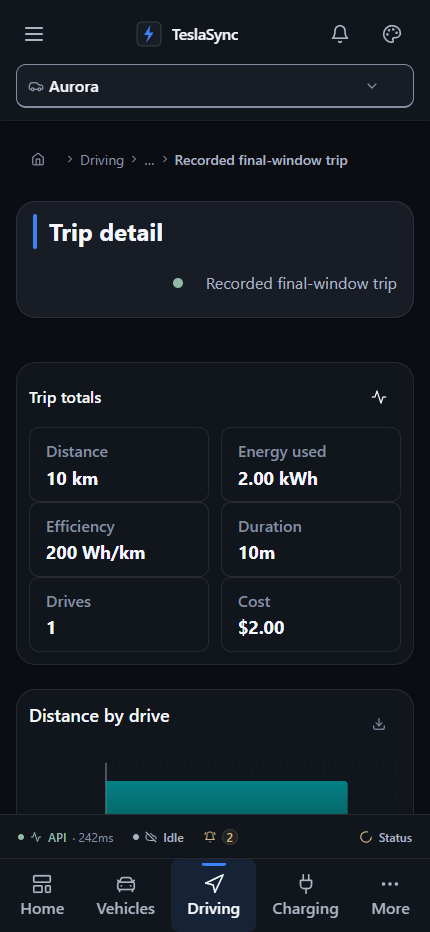 TeslaSync
Aurora
Driving ... Recorded final-window trip
Trip detail
Recorded final-window trip
Trip totals
Distance
10 km
Energy used
2.00 kWh
Efficiency
200 Wh/km
Duration
10m
Drives
1
Cost
$2.00
Distance by drive
API · 242ms Idle 2 Status
Home Vehicles Driving Charging More